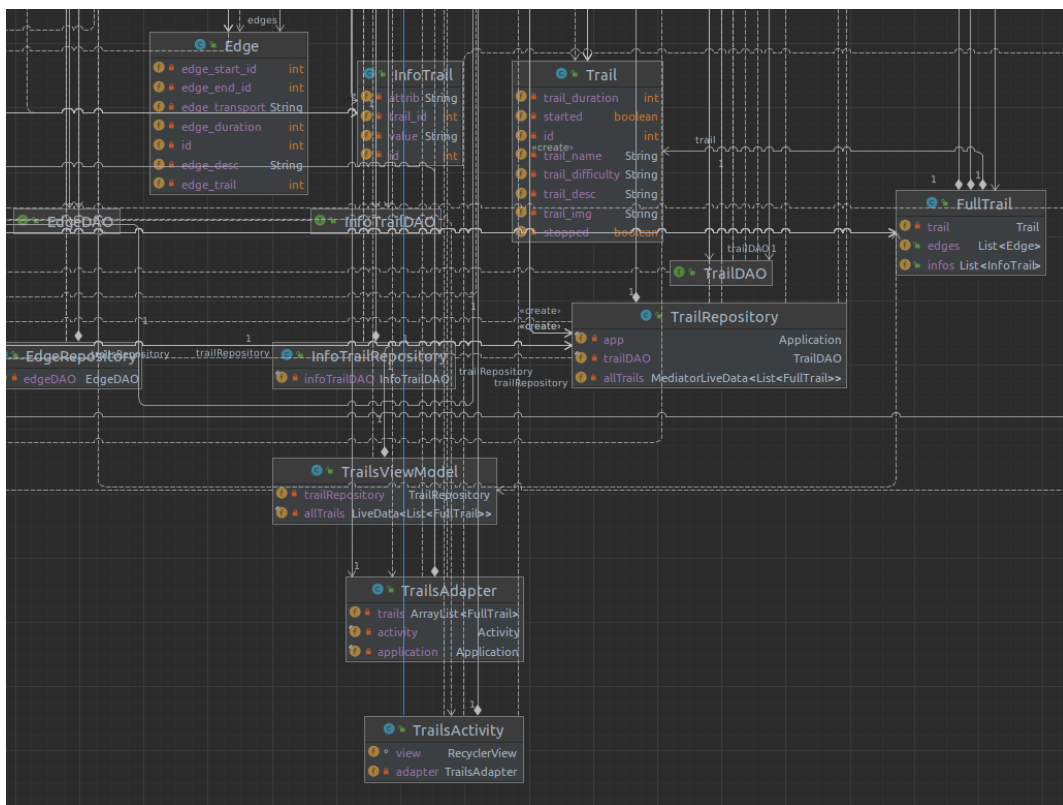 edges
Edge
edge_start_id int
edge_end_id int
edge_transport String
edge_duration int
id int
edge_desc String
edge_trail int
InfoTrail
attrib String
trail_id int
value String
id int
1
Trail
trail_duration int
started boolean
id int
«create»
trail_name String
trail_difficulty String
trail_desc String
trail_img String
stopped boolean
trail
1
1
1
FullTrail
trail Trail
edges List<Edge>
infos List<InfoTrail>
EdgeDAO
InfoTrailDAO
trailDAO 1
TrailDAO
1
«create»
«create»
TrailRepository
app Application
trailDAO TrailDAO
allTrails MediatorLiveData<List<FullTrail>>
1
1
1
EdgeRepository
trailsRepository
trailRepository
edgeDAO EdgeDAO
InfoTrailRepository
infoTrailDAO InfoTrailDAO
1
trailRepository
trailRepository
1
TrailsViewModel
trailRepository TrailRepository
allTrails LiveData<List<FullTrail>>
1
TrailsAdapter
trails ArrayList<FullTrail>
activity Activity
application Application
1
TrailsActivity
view RecyclerView
adapter TrailsAdapter